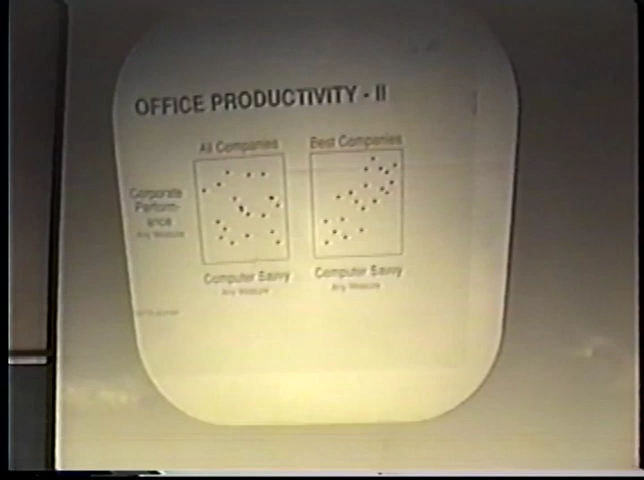 OFFICE PRODUCTIVITY - II
All Companies
Best Companies
Corporate
Perform-
ance
Any Measure
Computer Savvy
Any Measure
Computer Savvy
Any Measure